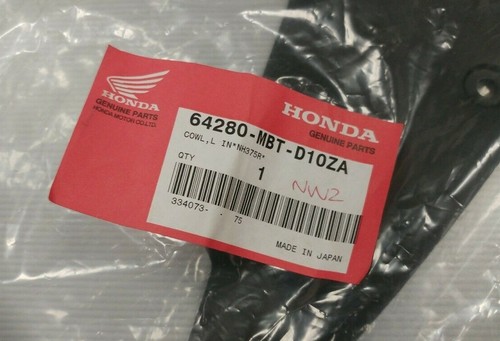 HONDA
GENUINE PARTS
HONDA MOTOR CO.,LTD.
HONDA
GENUINE PARTS
64280-MBT-D10ZA
COWL,L IN*NH375R*
QTY 1
NW2
334073- - 75
MADE IN JAPAN